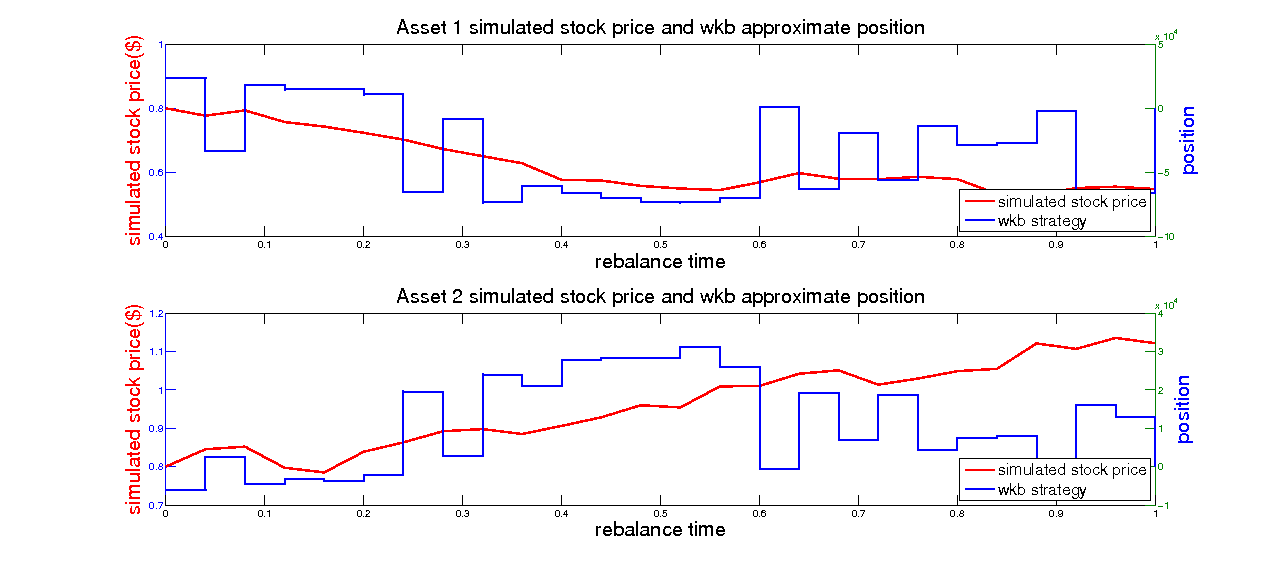 Asset 1 simulated stock price and wkb approximate position
x 10^4
simulated stock price($)
1
0.8
0.6
0.4
5
0
-5
-10
position
simulated stock price
wkb strategy
0 0.1 0.2 0.3 0.4 0.5 0.6 0.7 0.8 0.9 1
rebalance time
Asset 2 simulated stock price and wkb approximate position
x 10^4
simulated stock price($)
1.2
1.1
1
0.9
0.8
0.7
4
3
2
1
0
-1
position
simulated stock price
wkb strategy
0 0.1 0.2 0.3 0.4 0.5 0.6 0.7 0.8 0.9 1
rebalance time